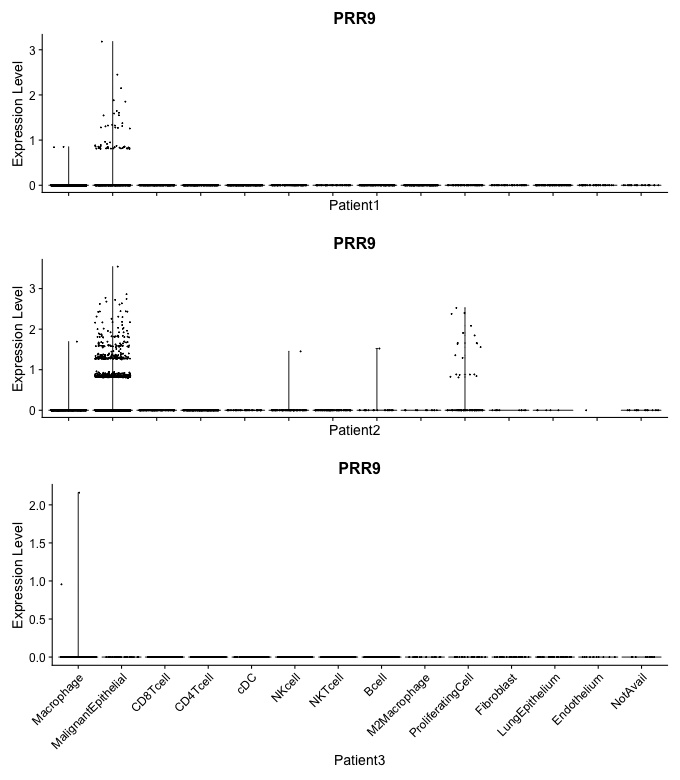 PRR9
Expression Level
3
2
1
0
Patient1
PRR9
Expression Level
3
2
1
0
Patient2
PRR9
Expression Level
2.0
1.5
1.0
0.5
0.0
Macrophage
MalignantEpithelial
CD8Tcell
CD4Tcell
cDC
NKcell
NKTcell
Bcell
M2Macrophage
ProliferatingCell
Fibroblast
LungEpithelium
Endothelium
NotAvail
Patient3